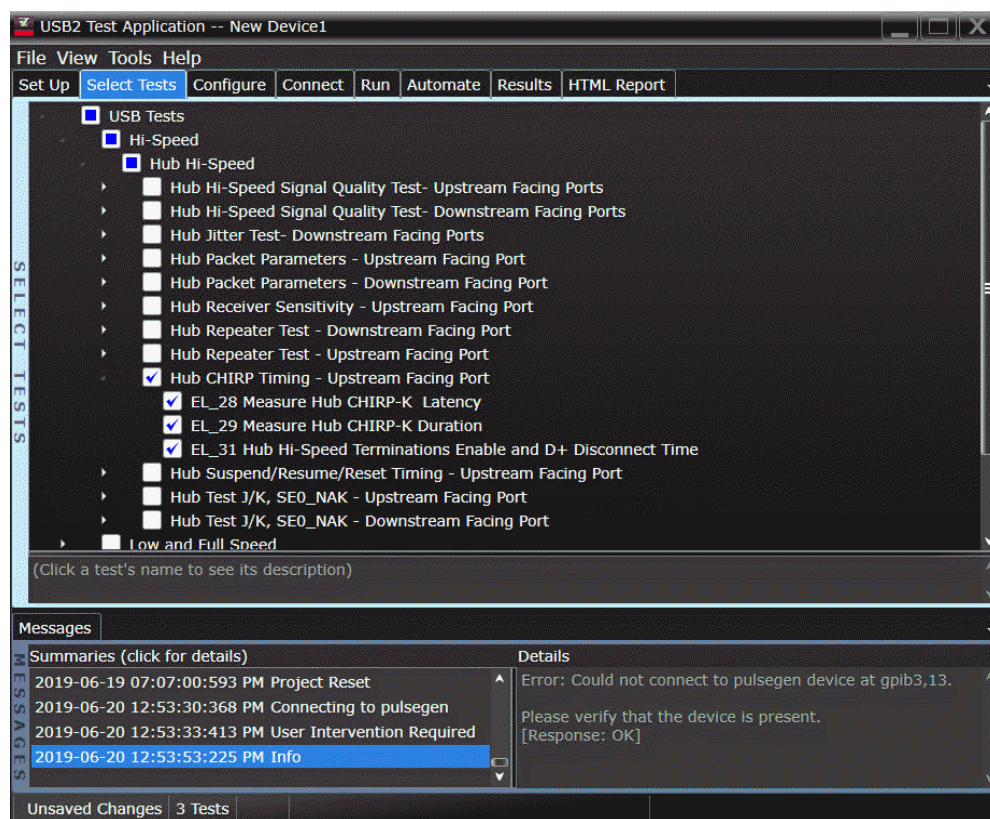 USB2 Test Application -- New Device1
File View Tools Help
Set Up Select Tests Configure Connect Run Automate Results HTML Report
SELECT TESTS
USB Tests
Hi-Speed
Hub Hi-Speed
Hub Hi-Speed Signal Quality Test- Upstream Facing Ports
Hub Hi-Speed Signal Quality Test- Downstream Facing Ports
Hub Jitter Test- Downstream Facing Ports
Hub Packet Parameters - Upstream Facing Port
Hub Packet Parameters - Downstream Facing Port
Hub Receiver Sensitivity - Upstream Facing Port
Hub Repeater Test - Downstream Facing Port
Hub Repeater Test - Upstream Facing Port
Hub CHIRP Timing - Upstream Facing Port
EL_28 Measure Hub CHIRP-K Latency
EL_29 Measure Hub CHIRP-K Duration
EL_31 Hub Hi-Speed Terminations Enable and D+ Disconnect Time
Hub Suspend/Resume/Reset Timing - Upstream Facing Port
Hub Test J/K, SE0_NAK - Upstream Facing Port
Hub Test J/K, SE0_NAK - Downstream Facing Port
Low and Full Speed
(Click a test's name to see its description)
Messages
MESSAGES
Summaries (click for details)
2019-06-19 07:07:00:593 PM Project Reset
2019-06-20 12:53:30:368 PM Connecting to pulsegen
2019-06-20 12:53:33:413 PM User Intervention Required
2019-06-20 12:53:53:225 PM Info
Details
Error: Could not connect to pulsegen device at gpib3,13.
Please verify that the device is present.
[Response: OK]
Unsaved Changes 3 Tests